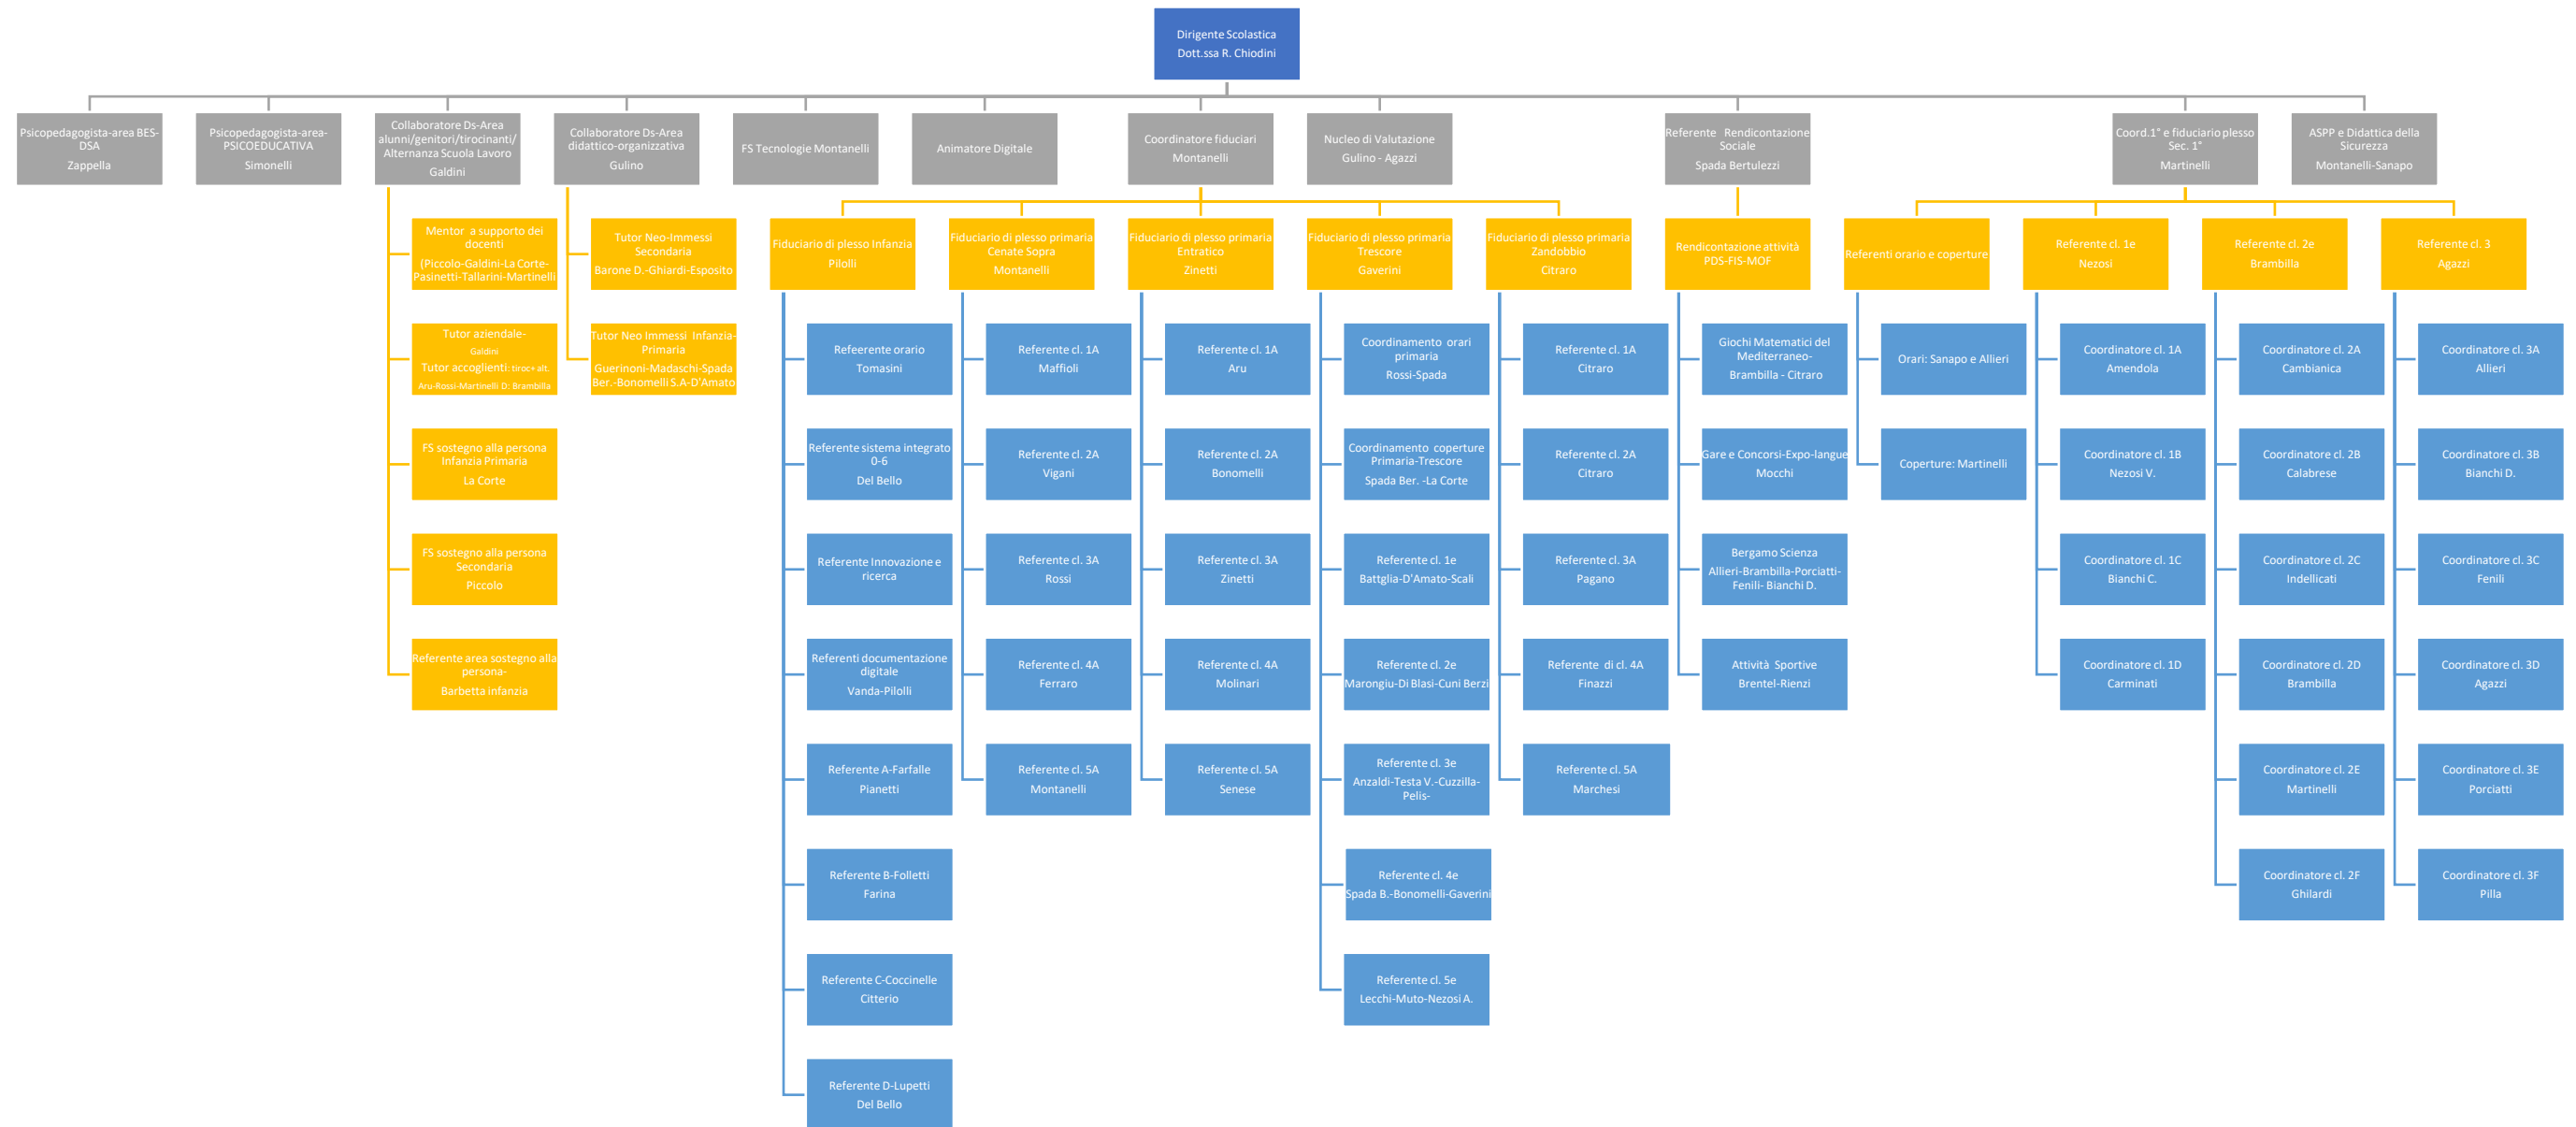 Dirigente Scolastica
Dott.ssa R. Chiodini
Psicopedagogista-area BES-
DSA
Zappella
Psicopedagogista-area-
PSICOEDUCATIVA
Simonelli
Collaboratore Ds-Area
alunni/genitori/tirocinanti/
Alternanza Scuola Lavoro
Galdini
Collaboratore Ds-Area
didattico-organizzativa
Gulino
FS Tecnologie Montanelli
Animatore Digitale
Coordinatore fiduciari
Montanelli
Nucleo di Valutazione
Gulino - Agazzi
Referente Rendicontazione
Sociale
Spada Bertulezzi
Coord.1° e fiduciario plesso
Sec. 1°
Martinelli
ASPP e Didattica della
Sicurezza
Montanelli-Sanapo
Mentor a supporto dei
docenti
(Piccolo-Galdini-La Corte-
Pasinetti-Tallarini-Martinelli
Tutor aziendale-
Galdini
Tutor accoglienti: tiroc+ alt.
Aru-Rossi-Martinelli D: Brambilla
FS sostegno alla persona
Infanzia Primaria
La Corte
FS sostegno alla persona
Secondaria
Piccolo
Referente area sostegno alla
persona-
Barbetta infanzia
Tutor Neo-Immessi
Secondaria
Barone D.-Ghiardi-Esposito
Tutor Neo Immessi Infanzia-
Primaria
Guerinoni-Madaschi-Spada
Ber.-Bonomelli S.A-D'Amato
Fiduciario di plesso Infanzia
Pilolli
Refeerente orario
Tomasini
Referente sistema integrato
0-6
Del Bello
Referente Innovazione e
ricerca
Referenti documentazione
digitale
Vanda-Pilolli
Referente A-Farfalle
Pianetti
Referente B-Folletti
Farina
Referente C-Coccinelle
Citterio
Referente D-Lupetti
Del Bello
Fiduciario di plesso primaria
Cenate Sopra
Montanelli
Referente cl. 1A
Maffioli
Referente cl. 2A
Vigani
Referente cl. 3A
Rossi
Referente cl. 4A
Ferraro
Referente cl. 5A
Montanelli
Fiduciario di plesso primaria
Entratico
Zinetti
Referente cl. 1A
Aru
Referente cl. 2A
Bonomelli
Referente cl. 3A
Zinetti
Referente cl. 4A
Molinari
Referente cl. 5A
Senese
Fiduciario di plesso primaria
Trescore
Gaverini
Coordinamento orari
primaria
Rossi-Spada
Coordinamento coperture
Primaria-Trescore
Spada Ber. -La Corte
Referente cl. 1e
Battglia-D'Amato-Scali
Referente cl. 2e
Marongiu-Di Blasi-Cuni Berzi
Referente cl. 3e
Anzaldi-Testa V.-Cuzzilla-
Pelis-
Referente cl. 4e
Spada B.-Bonomelli-Gaverini
Referente cl. 5e
Lecchi-Muto-Nezosi A.
Fiduciario di plesso primaria
Zandobbio
Citraro
Referente cl. 1A
Citraro
Referente cl. 2A
Citraro
Referente cl. 3A
Pagano
Referente di cl. 4A
Finazzi
Referente cl. 5A
Marchesi
Rendicontazione attività
PDS-FIS-MOF
Giochi Matematici del
Mediterraneo-
Brambilla - Citraro
Gare e Concorsi-Expo-langue
Mocchi
Bergamo Scienza
Allieri-Brambilla-Porciatti-
Fenili- Bianchi D.
Attività Sportive
Brentel-Rienzi
Referenti orario e coperture
Orari: Sanapo e Allieri
Coperture: Martinelli
Referente cl. 1e
Nezosi
Coordinatore cl. 1A
Amendola
Coordinatore cl. 1B
Nezosi V.
Coordinatore cl. 1C
Bianchi C.
Coordinatore cl. 1D
Carminati
Referente cl. 2e
Brambilla
Coordinatore cl. 2A
Cambianica
Coordinatore cl. 2B
Calabrese
Coordinatore cl. 2C
Indellicati
Coordinatore cl. 2D
Brambilla
Coordinatore cl. 2E
Martinelli
Coordinatore cl. 2F
Ghilardi
Referente cl. 3
Agazzi
Coordinatore cl. 3A
Allieri
Coordinatore cl. 3B
Bianchi D.
Coordinatore cl. 3C
Fenili
Coordinatore cl. 3D
Agazzi
Coordinatore cl. 3E
Porciatti
Coordinatore cl. 3F
Pilla